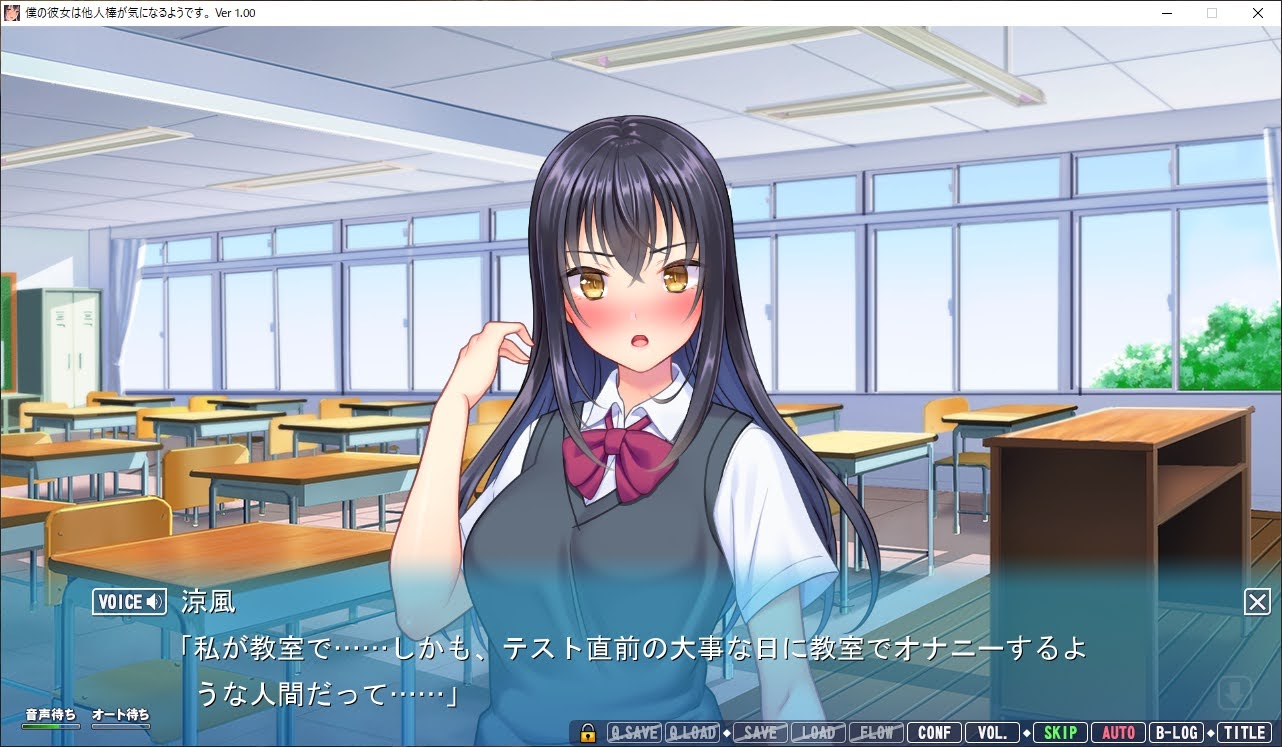 僕の彼女は他人棒が気になるようです。 Ver 1.00
VOICE 涼風
「私が教室で……しかも、テスト直前の大事な日に教室でオナニーするよ
うな人間だって……」
音声待ち オート待ち
Q.SAVE Q.LOAD SAVE LOAD FLOW CONF VOL. SKIP AUTO B-LOG TITLE